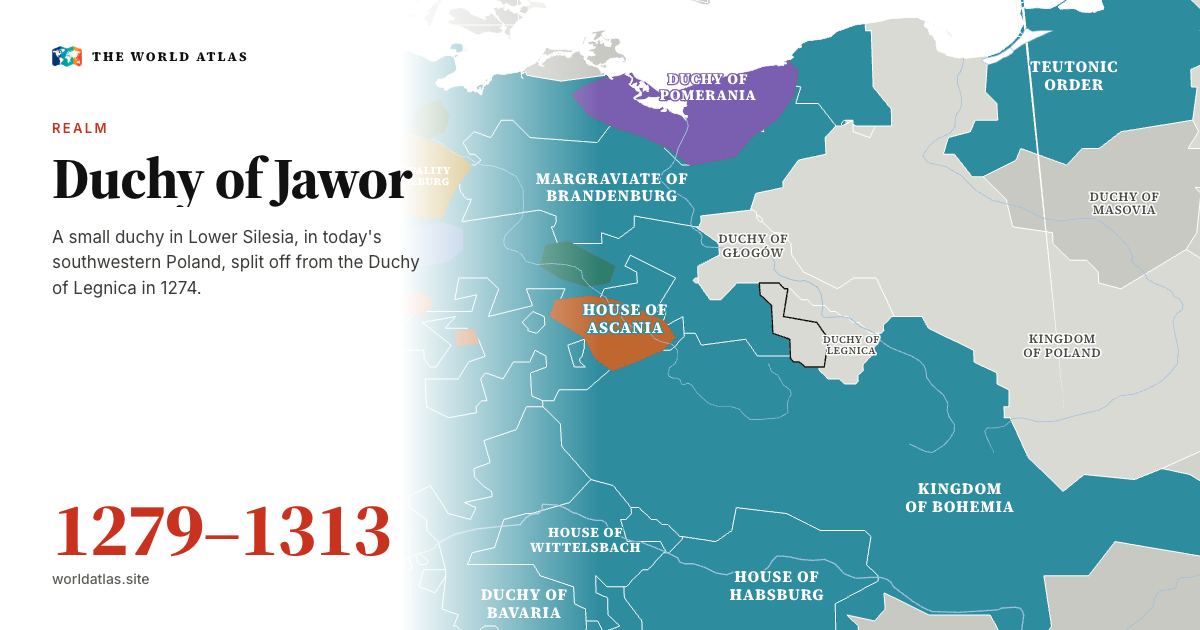 THE WORLD ATLAS
REALM
Duchy of Jawor
A small duchy in Lower Silesia, in today's
southwestern Poland, split off from the Duchy
of Legnica in 1274.
1279–1313
worldatlas.site
DUCHY OF
POMERANIA
TEUTONIC
ORDER
MARGRAVIATE OF
BRANDENBURG
DUCHY OF
MASOVIA
DUCHY OF
GŁOGÓW
HOUSE OF
ASCANIA
DUCHY OF
LEGNICA
KINGDOM
OF POLAND
KINGDOM
OF BOHEMIA
HOUSE OF
WITTELSBACH
HOUSE OF
HABSBURG
DUCHY OF
BAVARIA